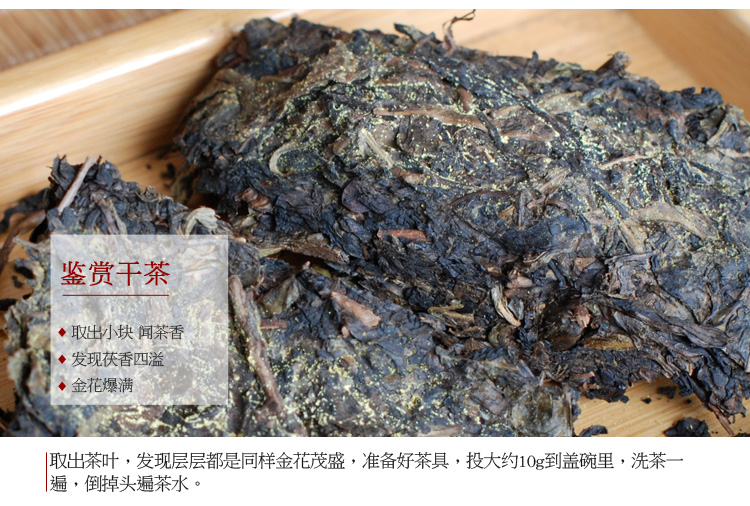 鉴赏干茶
♦ 取出小块 闻茶香
♦ 发现茯香四溢
♦ 金花爆满
取出茶叶，发现层层都是同样金花茂盛，准备好茶具，投大约10g到盖碗里，洗茶一
遍，倒掉头遍茶水。